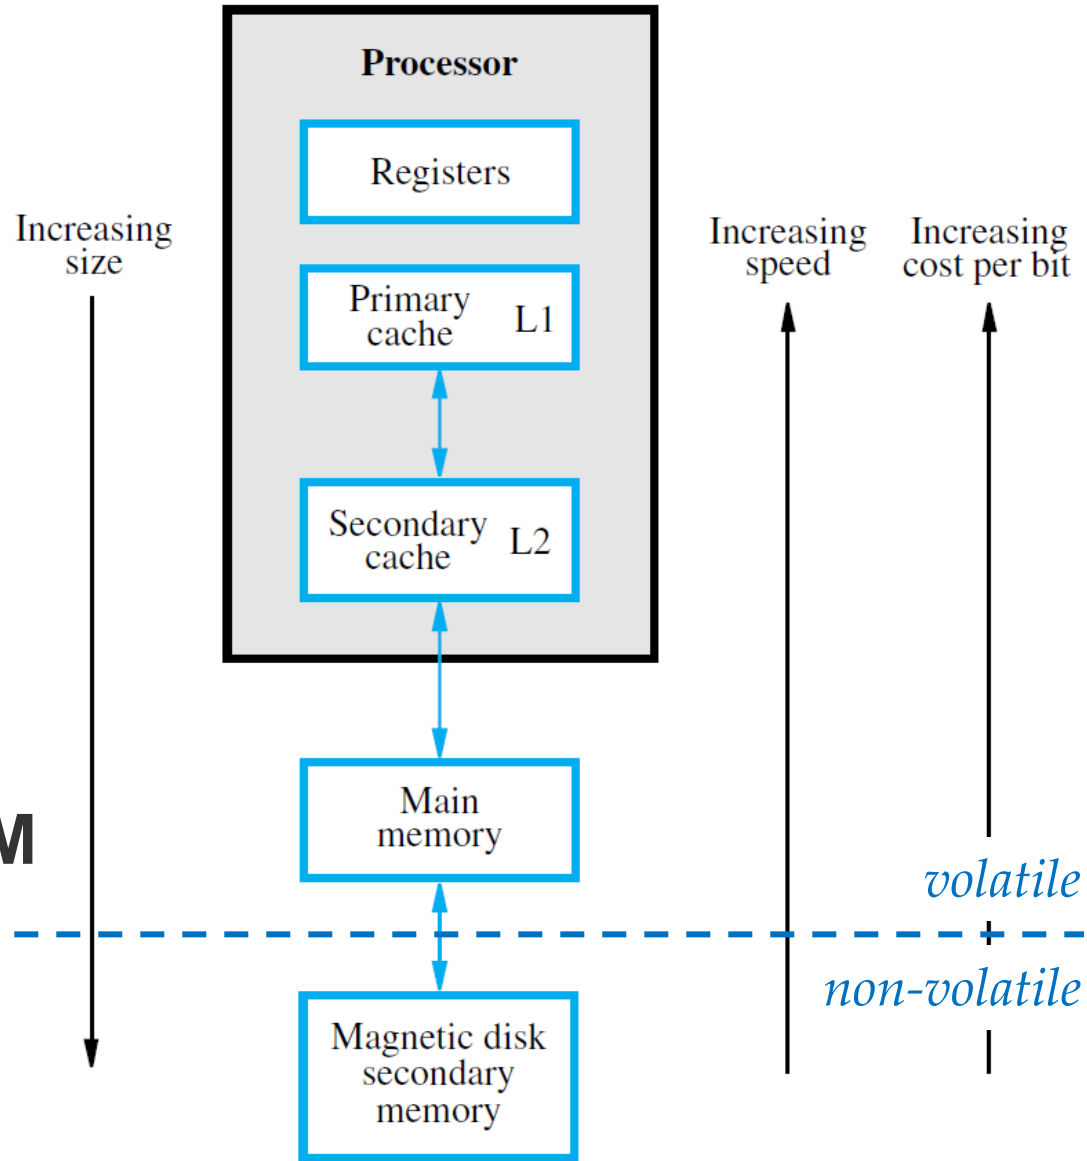 Processor
Registers
Increasing
size
Increasing
speed
Increasing
cost per bit
Primary
cache L1
Secondary
cache L2
Main
memory
M
volatile
non-volatile
Magnetic disk
secondary
memory